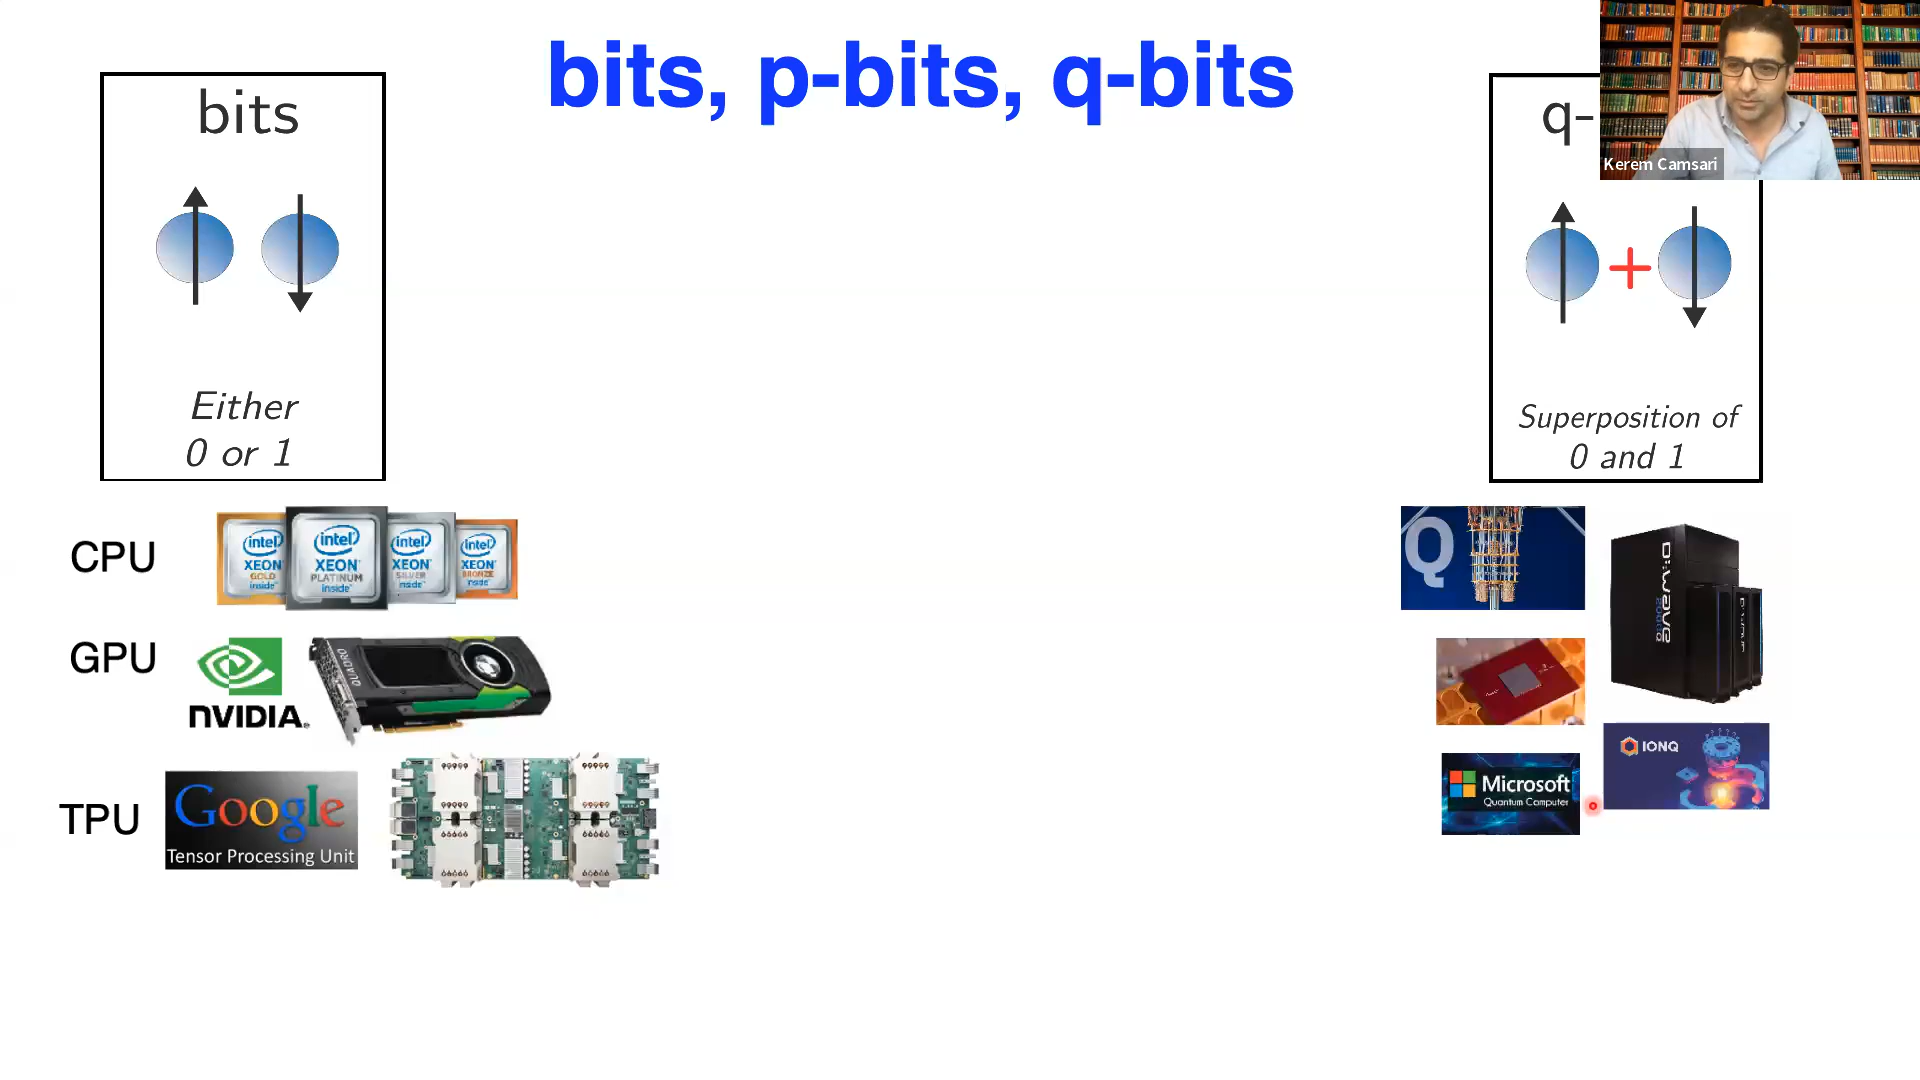 bits, p-bits, q-bits
bits
Either
0 or 1
q-
Kerem Camsari
Superposition of
0 and 1
CPU
intel
XEON
GOLD
inside
intel
XEON
PLATINUM
inside
intel
XEON
SILVER
inside
intel
XEON
BRONZE
inside
GPU
NVIDIA.
QUADRO
TPU
Google
Tensor Processing Unit
Q
D:wave
2000Q
IONQ
Microsoft
Quantum Computer